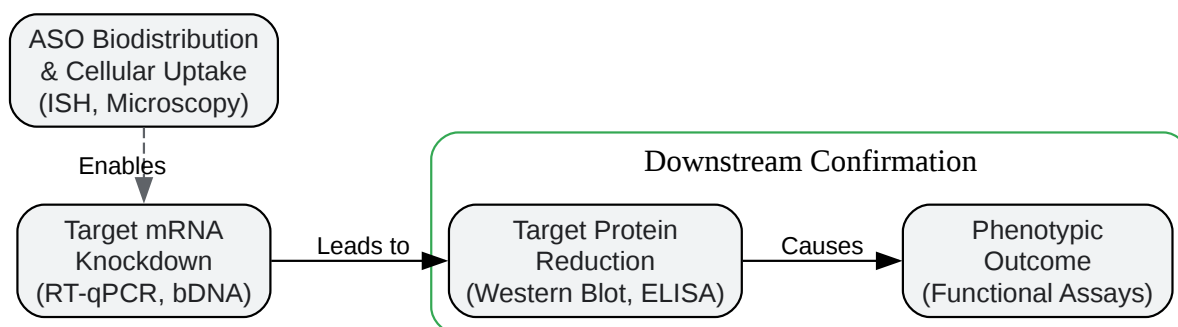 ASO Biodistribution
& Cellular Uptake
(ISH, Microscopy)
Enables
Downstream Confirmation
Target mRNA
Knockdown
(RT-qPCR, bDNA)
Leads to
Target Protein
Reduction
(Western Blot, ELISA)
Causes
Phenotypic
Outcome
(Functional Assays)